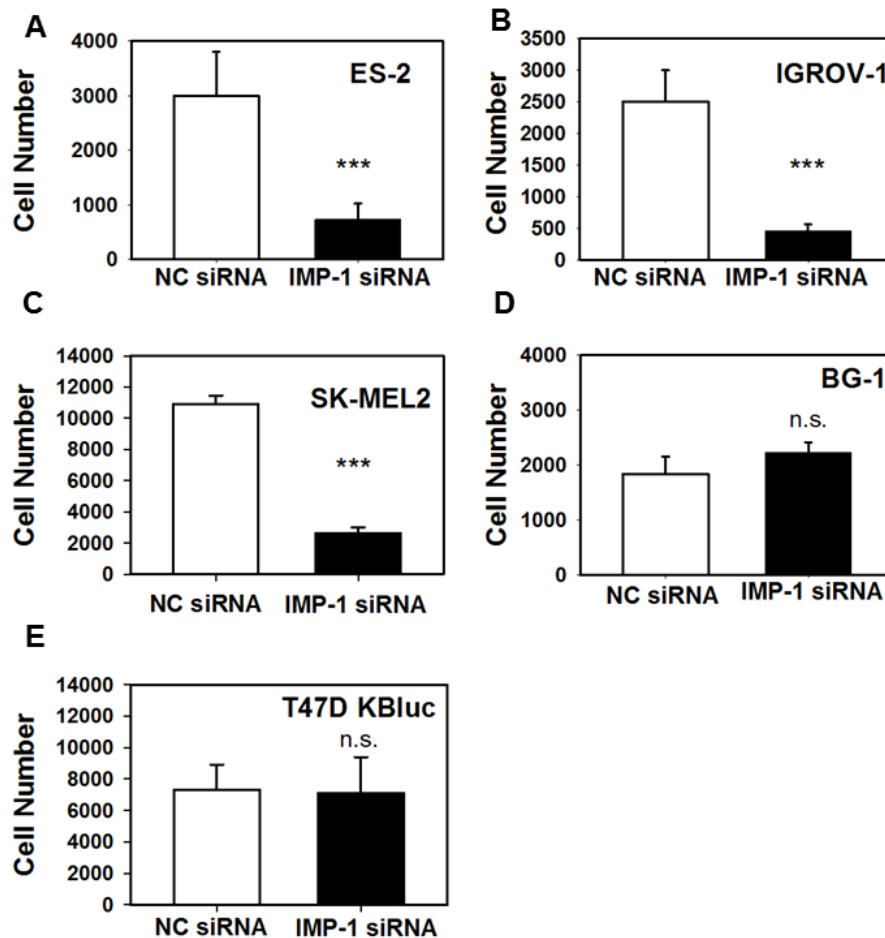 A
Cell Number
4000
3000
2000
1000
0
ES-2
***
NC siRNA IMP-1 siRNA
B
Cell Number
3500
3000
2500
2000
1500
1000
500
0
IGROV-1
***
NC siRNA IMP-1 siRNA
C
Cell Number
14000
12000
10000
8000
6000
4000
2000
0
SK-MEL2
***
NC siRNA IMP-1 siRNA
D
Cell Number
4000
3000
2000
1000
0
BG-1
n.s.
NC siRNA IMP-1 siRNA
E
Cell Number
14000
12000
10000
8000
6000
4000
2000
0
T47D KBluc
n.s.
NC siRNA IMP-1 siRNA